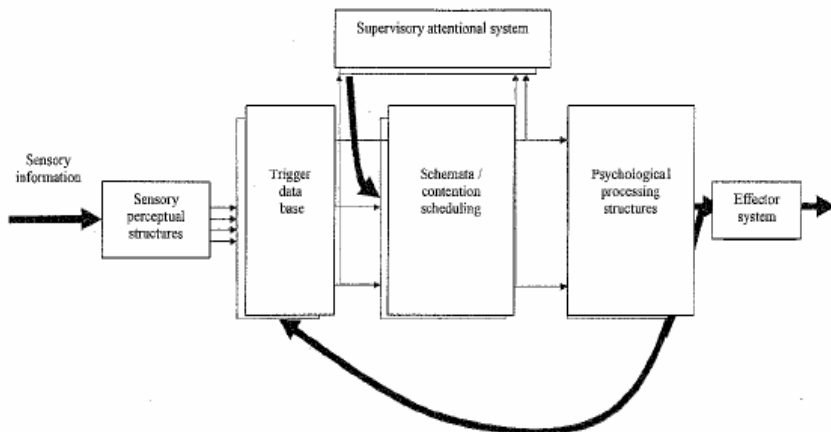 Supervisory attentional system
Sensory
information
Sensory
perceptual
structures
Trigger
data
base
Schemata /
contention
scheduling
Psychological
processing
structures
Effector
system